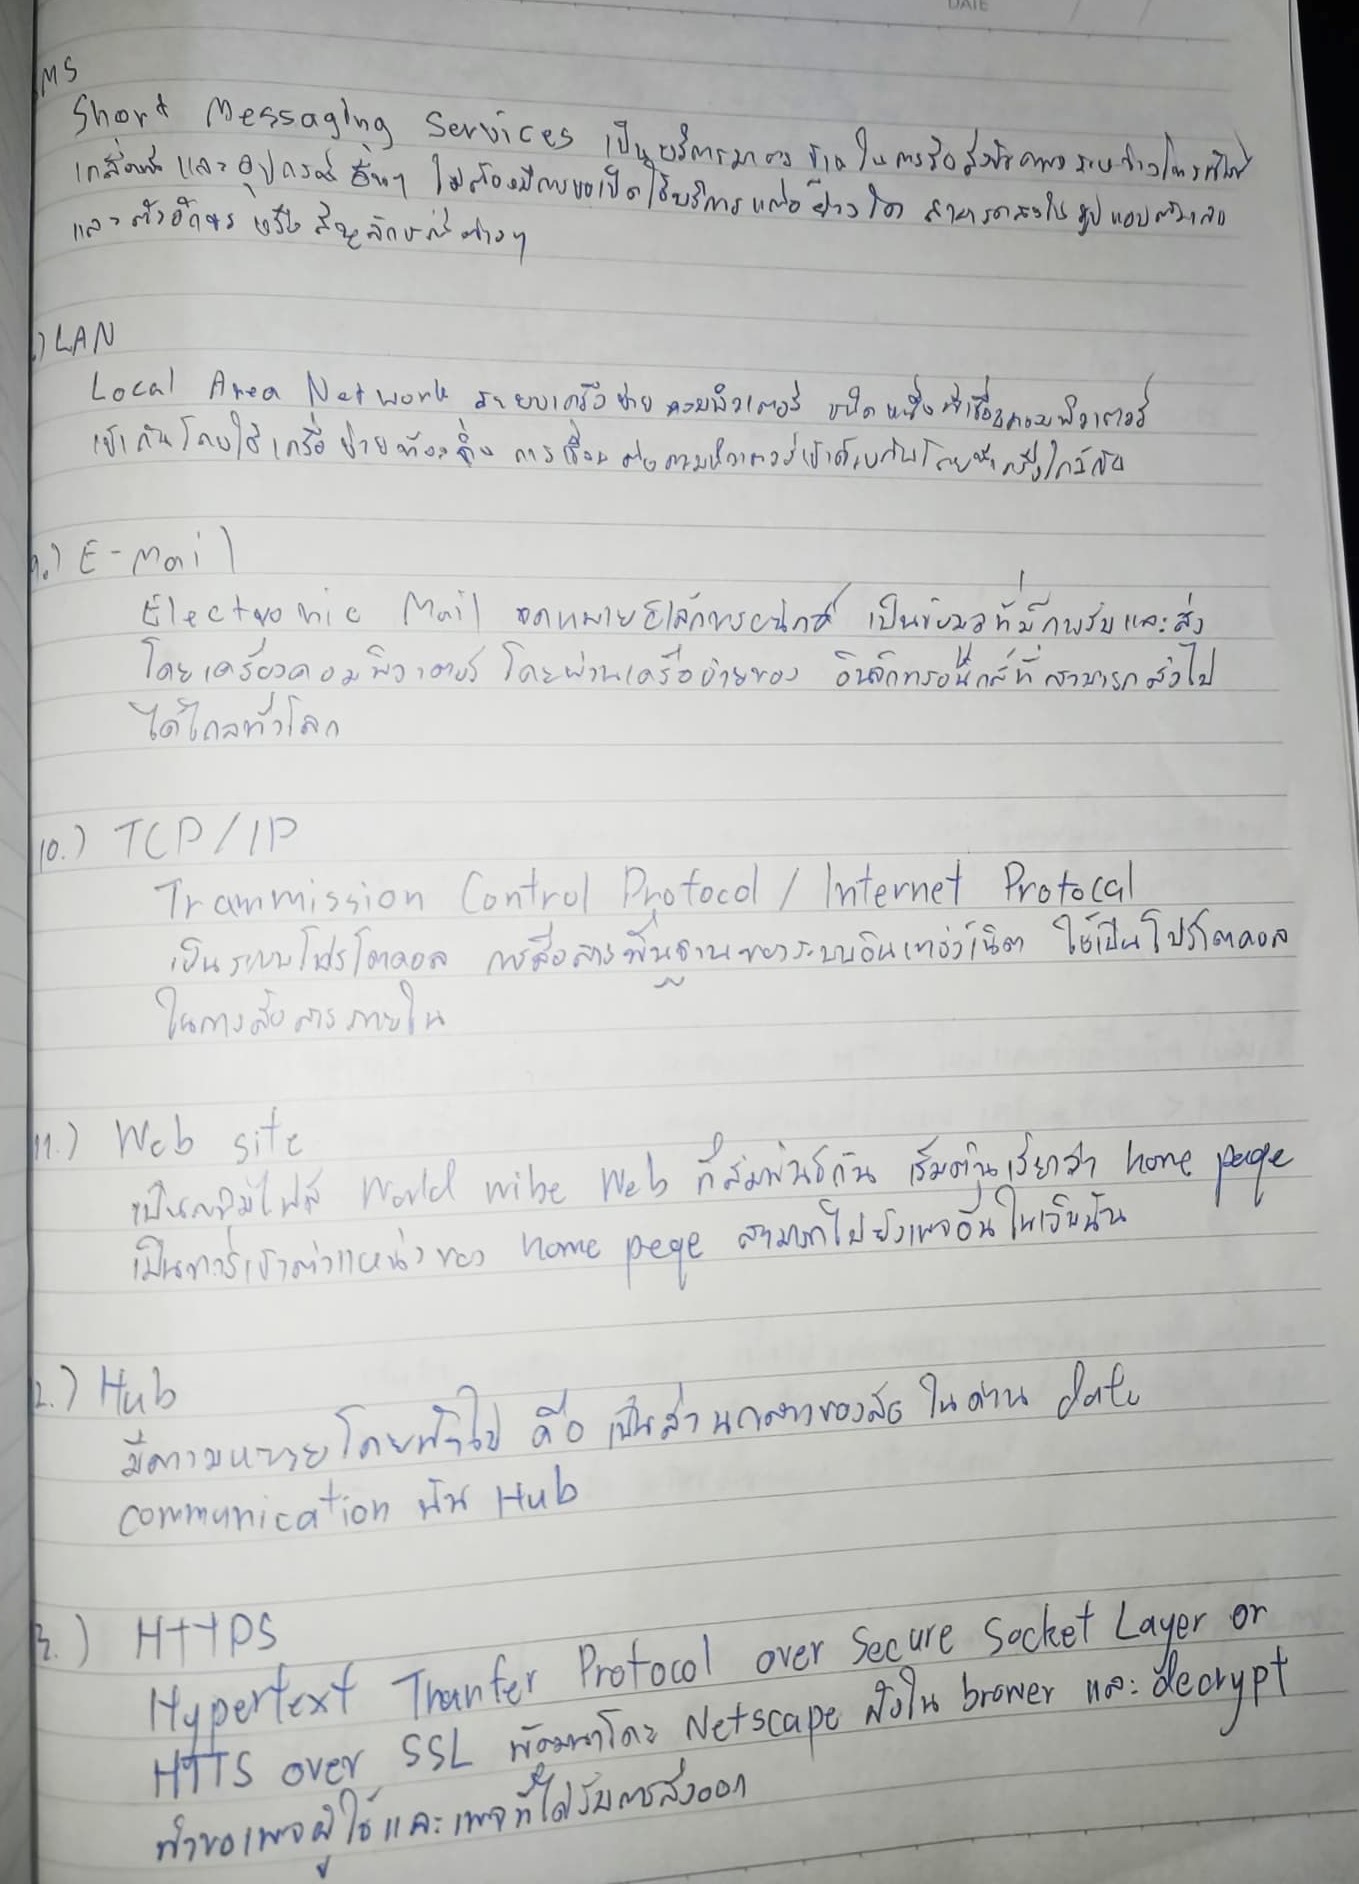 DATE / /
MS
Short Messaging Services เป็นบริการมาตรฐานในการรับส่งข้อความ
เคลื่อนที่ และอุปกรณ์อื่นๆ ไม่ต้องมีการขอเปิดใช้บริการแต่อย่างใด สามารถส่งในรูปแบบตัวเลข
และตัวอักษร หรือ สัญลักษณ์ต่างๆ
.) LAN
Local Area Network ระบบเครือข่าย คอมพิวเตอร์ ชนิดหนึ่งที่เชื่อมคอมพิวเตอร์
เข้ากันโดยใช้ เครือข่ายท้องถิ่ง การเชื่อม ต่อคอมพิวเตอร์เข้าด้วยกันโดย
9.) E-Mail
Electronic Mail จดหมายอิเล็กทรอนิกส์ เป็นข้อมูลที่มีการรับและส่ง
โดยเครื่องคอมพิวเตอร์ โดยผ่านเครือข่ายของ ที่สามารถส่งไป
ได้ไกลทั่วโลก
10.) TCP/IP
Tranmission Control Protocol / Internet Protocal
เป็นระบบโปรโตคอล การสื่อสารพื้นฐานของระบบอินเทอร์เน็ต ใช้เป็นโปรโตคอล
ในการสื่อสารภายใน
11.) Web site
เป็นกลุ่มไฟล์ World wibe Web ที่สัมพันธ์กัน เริ่มต้นเรียกว่า home pege
เป็นการเข้าตำแหน่งของ home pege สามารถไปยังเพจอื่นในเว็บนั้น
2.) Hub
มีความหมายโดยทั่วไป คือ เป็นส่วนกลางของล้อ ในด้าน data
communication นั้น Hub
3.) HTTPS
Hypertext Tranfer Protocol over Secure Socket Layer or
HTTS over SSL พัฒนาโดย Netscape ฝังใน brower และ decrypt
คำขอเพจผู้ใช้และเพจที่ได้รับการส่งออก